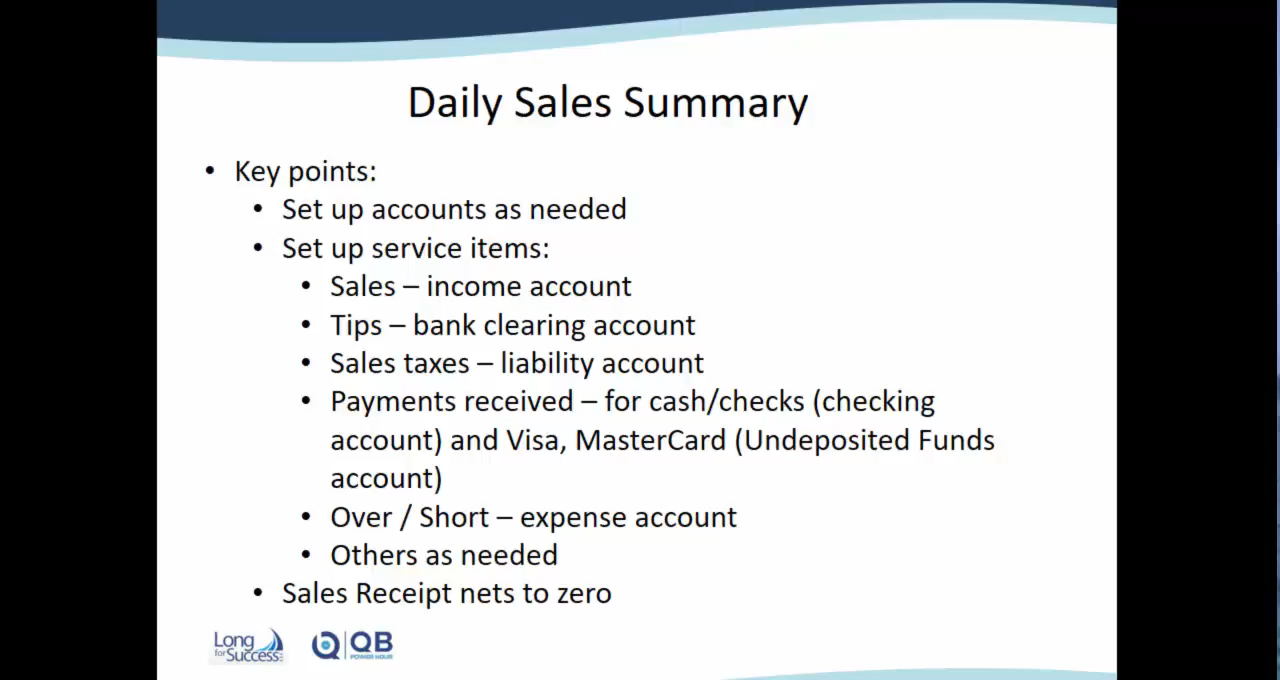 Daily Sales Summary
• Key points:
• Set up accounts as needed
• Set up service items:
• Sales – income account
• Tips – bank clearing account
• Sales taxes – liability account
• Payments received – for cash/checks (checking
account) and Visa, MasterCard (Undeposited Funds
account)
• Over / Short – expense account
• Others as needed
• Sales Receipt nets to zero
Long
for Success
QB
POWER HOUR